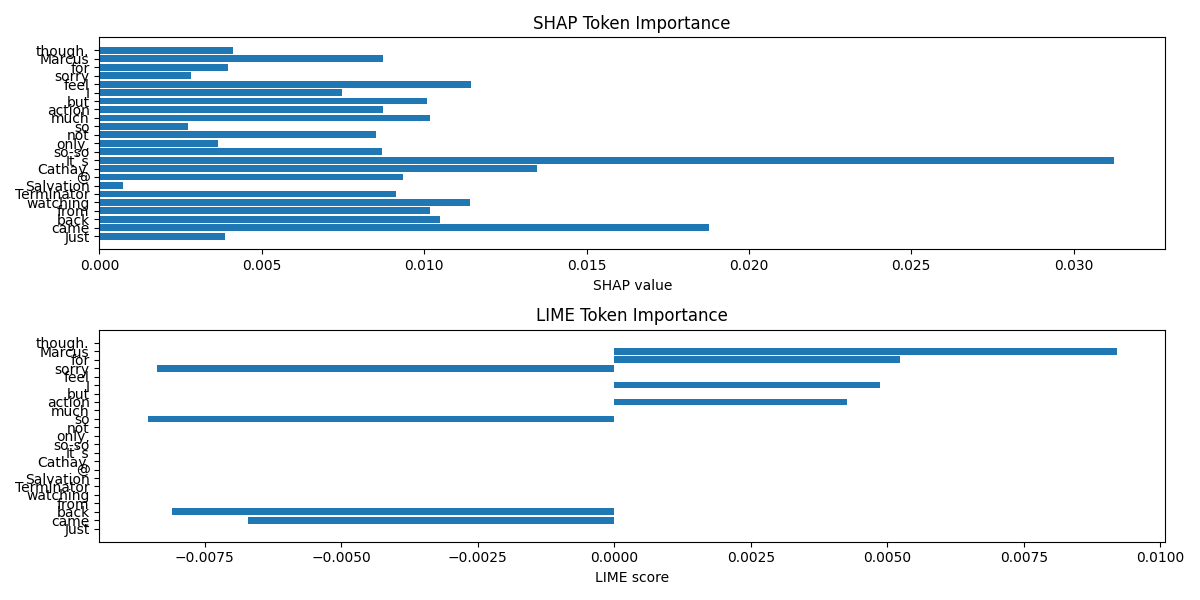 SHAP Token Importance
though.
Marcus
for
sorry
feel
I
but
action
much
so
not
only.
so-so
it`s
Cathay.
@
Salvation
Terminator
watching
from
back
came
Just
0.000 0.005 0.010 0.015 0.020 0.025 0.030
SHAP value
LIME Token Importance
though.
Marcus
for
sorry
feel
I
but
action
much
so
not
only.
so-so
it`s
Cathay.
@
Salvation
Terminator
watching
from
back
came
Just
−0.0075 −0.0050 −0.0025 0.0000 0.0025 0.0050 0.0075 0.0100
LIME score